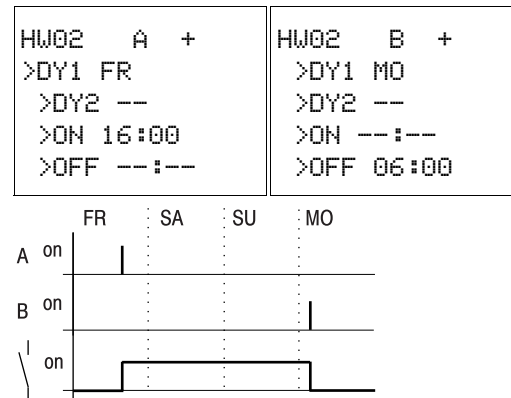 HW02 A +
>DY1 FR
>DY2 --
>ON 16:00
>OFF --:--
HW02 B +
>DY1 MO
>DY2 --
>ON --:--
>OFF 06:00
FR SA SU MO
A on
B on
on